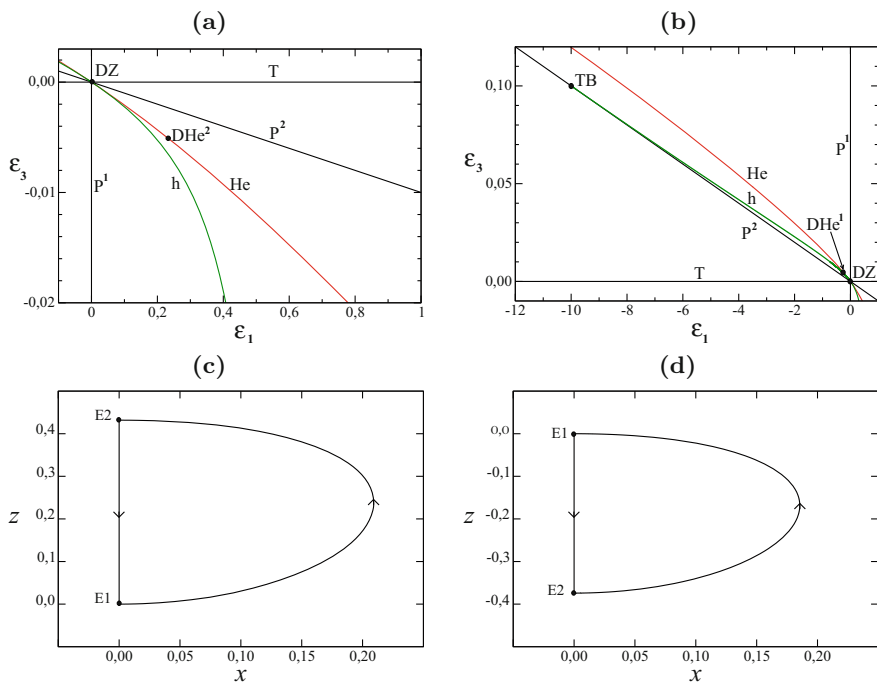 (a)
0,00
-0,01
-0,02
ε3
DZ
T
DHe²
P²
P¹
h
He
0
0,2
0,4
0,6
0,8
1
ε1
(b)
0,10
0,05
0,00
ε3
TB
P¹
He
h
DHe¹
P²
DZ
T
-12
-10
-8
-6
-4
-2
0
ε1
(c)
E2
0,4
0,3
z
0,2
0,1
0,0
E1
0,00
0,05
0,10
0,15
0,20
x
(d)
0,0
E1
-0,1
z
-0,2
-0,3
E2
-0,4
0,00
0,05
0,10
0,15
0,20
x